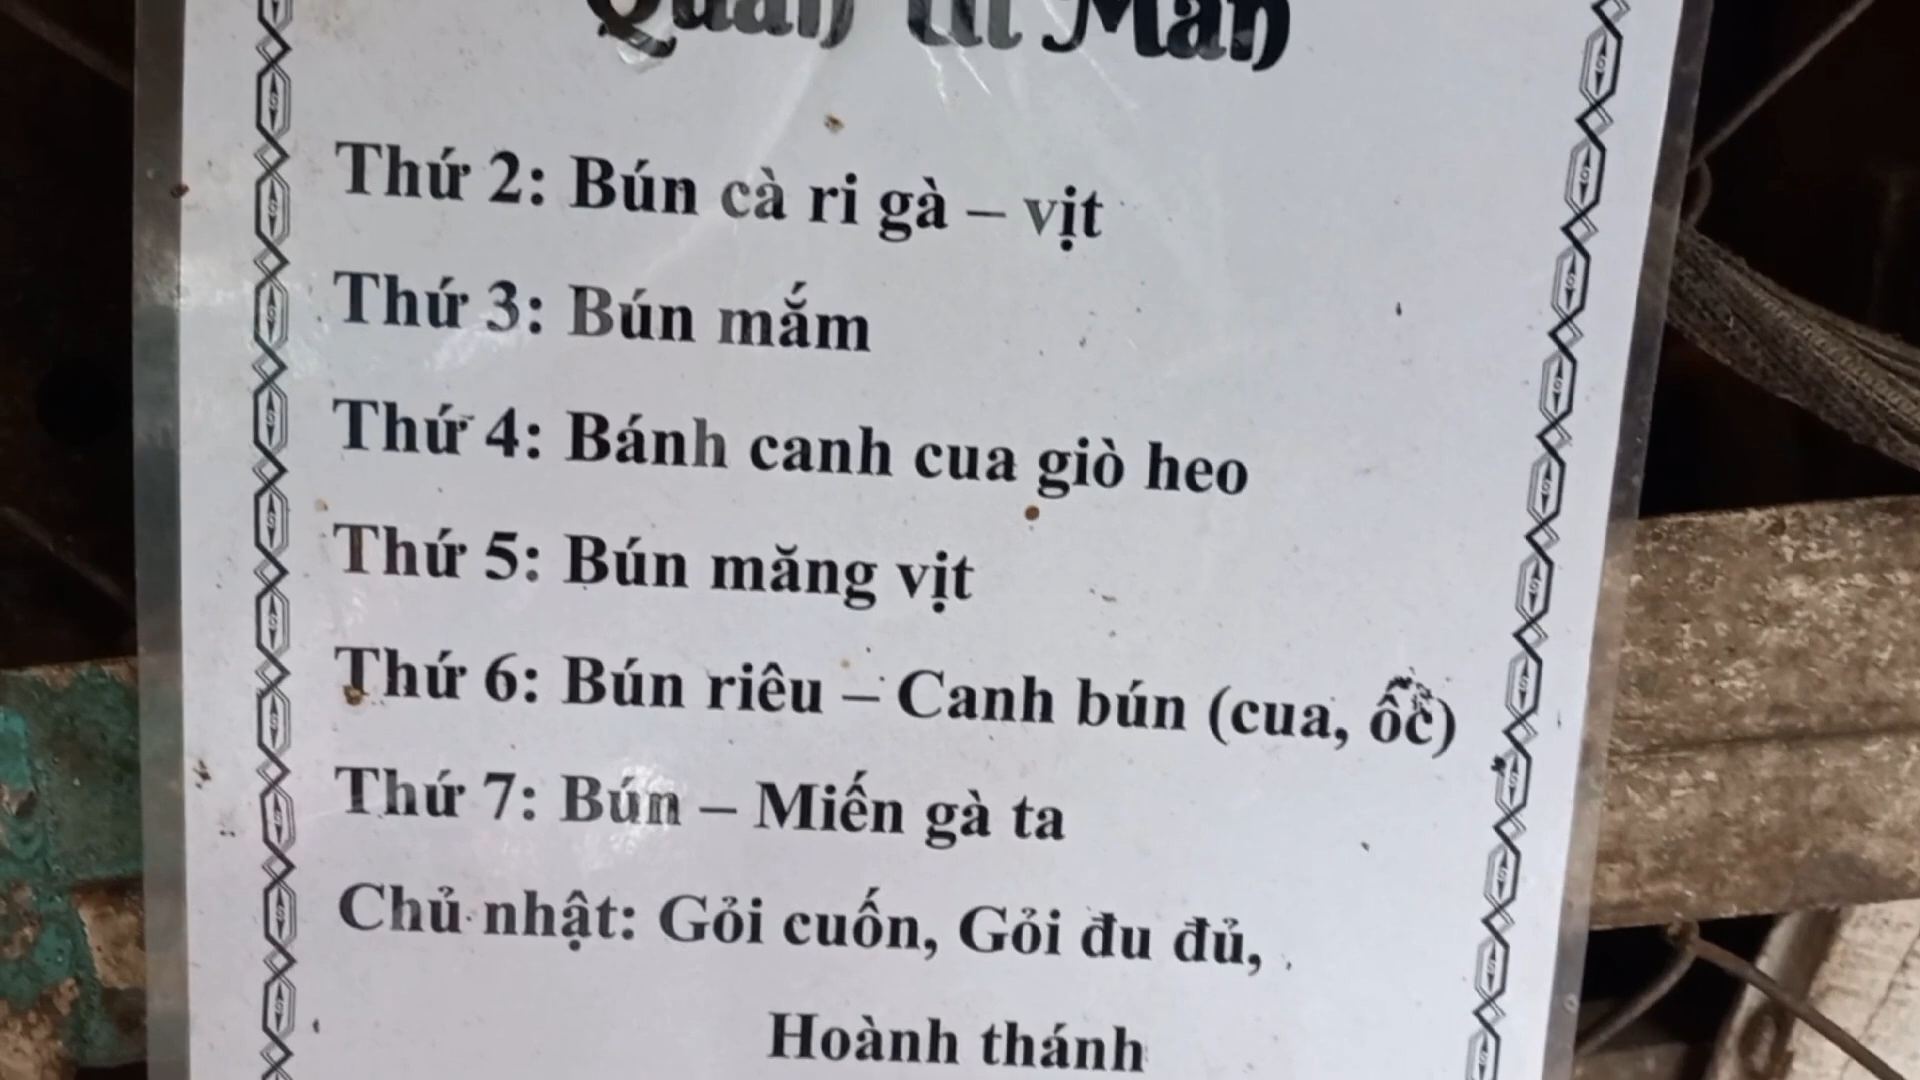 Thứ 2: Bún cà ri gà – vịt
Thứ 3: Bún mắm
Thứ 4: Bánh canh cua giò heo
Thứ 5: Bún măng vịt
Thứ 6: Bún riêu – Canh bún (cua, ốc)
Thứ 7: Bún – Miến gà ta
Chủ nhật: Gỏi cuốn, Gỏi đu đủ,
Hoành thánh